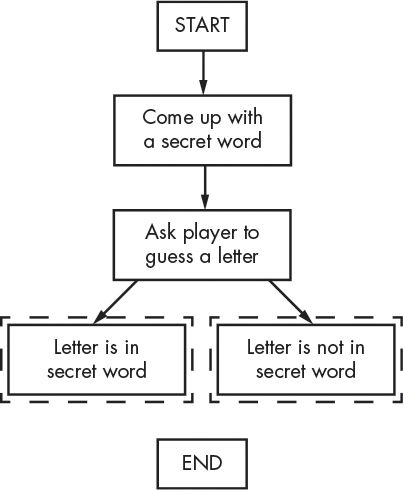 START
Come up with
a secret word
Ask player to
guess a letter
Letter is in
secret word
Letter is not in
secret word
END